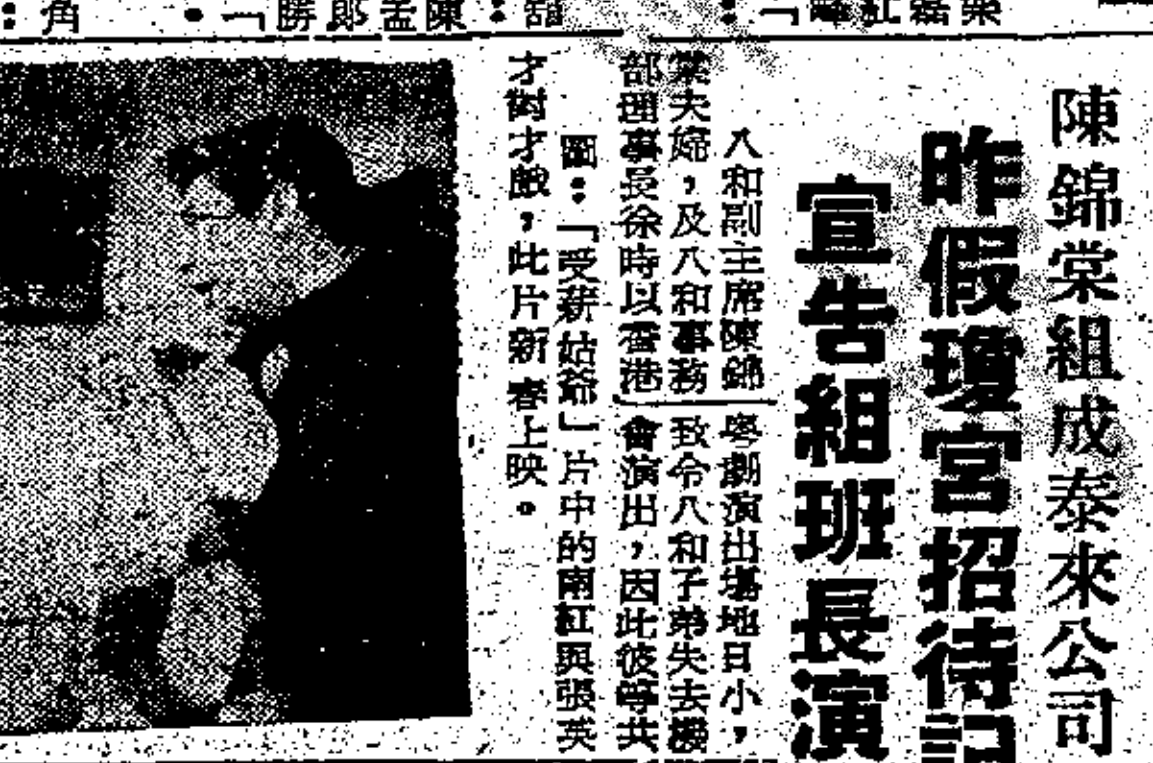 陳錦棠組成泰來公司
昨假瓊宮招待記
宣告組班長演
八和副主席陳錦
棠夫婦，及八和事務
部理事長徐時以香港
粵劇演出場地日小，
致令八和子弟失去機
會演出，因此彼等共
圖：「受薪姑爺」片中的南紅與張英
才對才戲，此片新春上映。